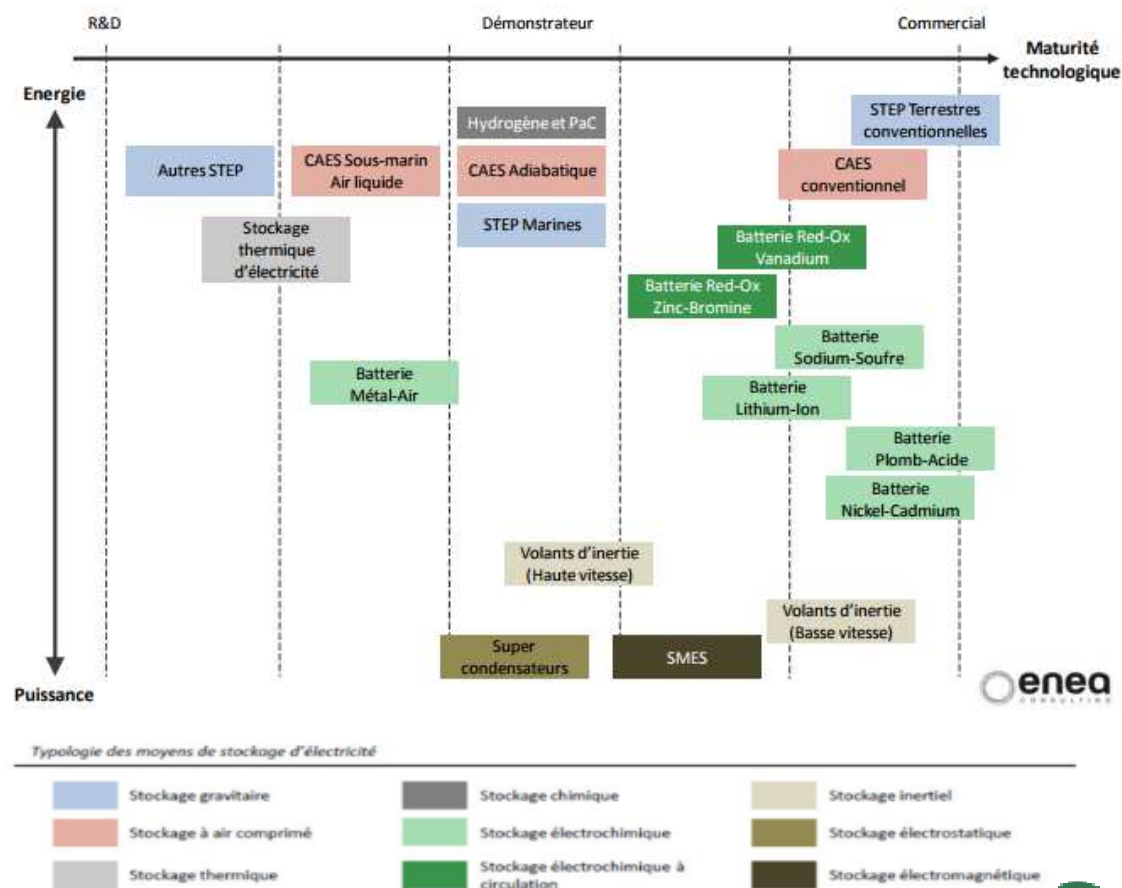 R&D
Démonstrateur
Commercial
Maturité
technologique
Energie
STEP Terrestres
conventionnelles
Hydrogène et PaC
Autres STEP
CAES Sous-marin
Air liquide
CAES Adiabatique
CAES
conventionnel
STEP Marines
Stockage
thermique
d'électricité
Batterie Red-Ox
Vanadium
Batterie Red-Ox
Zinc-Bromine
Batterie
Sodium-Soufre
Batterie
Métal-Air
Batterie
Lithium-Ion
Batterie
Plomb-Acide
Batterie
Nickel-Cadmium
Volants d'inertie
(Haute vitesse)
Volants d'inertie
(Basse vitesse)
Super
condensateurs
SMES
Puissance
enea
CONSULTING
Typologie des moyens de stockage d'électricité
Stockage gravitaire
Stockage chimique
Stockage inertiel
Stockage à air comprimé
Stockage électrochimique
Stockage électrostatique
Stockage thermique
Stockage électrochimique à
circulation
Stockage électromagnétique